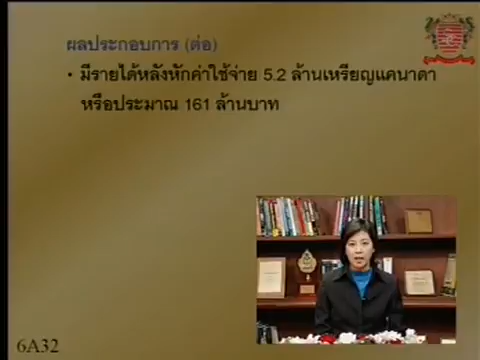 ผลประกอบการ (ต่อ)
• มีรายได้หลังหักค่าใช้จ่าย 5.2 ล้านเหรียญแคนาดา
หรือประมาณ 161 ล้านบาท
6A32